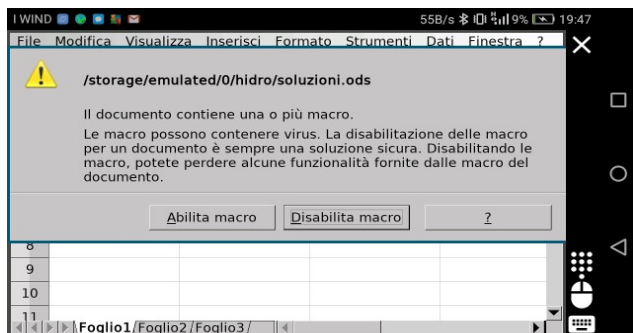 I WIND 55B/s 9% 19:47
File Modifica Visualizza Inserisci Formato Strumenti Dati Finestra ?
/storage/emulated/0/hidro/soluzioni.ods
Il documento contiene una o più macro.
Le macro possono contenere virus. La disabilitazione delle macro
per un documento è sempre una soluzione sicura. Disabilitando le
macro, potete perdere alcune funzionalità fornite dalle macro del
documento.
Abilita macro Disabilita macro ?
8
9
10
11
Foglio1 / Foglio2 / Foglio3 /